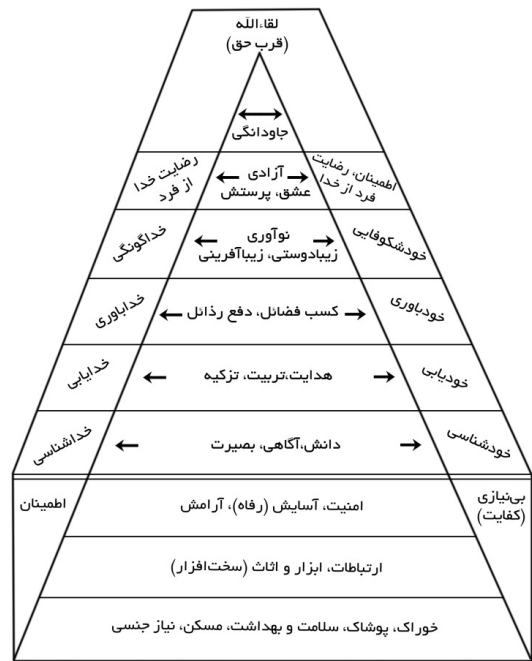 لقاءالله
(قرب حق)
جاودانگی
اطمینان، رضایت
فرد از خدا
آزادی
عشق، پرستش
رضایت خدا
از فرد
خودشکوفایی
نوآوری
زیبادوستی، زیباآفرینی
خداگونگی
خودباوری
کسب فضائل، دفع رذائل
خداباوری
خودیابی
هدایت،تربیت، تزکیه
خدایابی
خودشناسی
دانش،آگاهی، بصیرت
خداشناسی
بی‌نیازی
(کفایت)
امنیت، آسایش (رفاه)، آرامش
اطمینان
ارتباطات، ابزار و اثاث (سخت‌افزار)
خوراک، پوشاک، سلامت و بهداشت، مسکن، نیاز جنسی